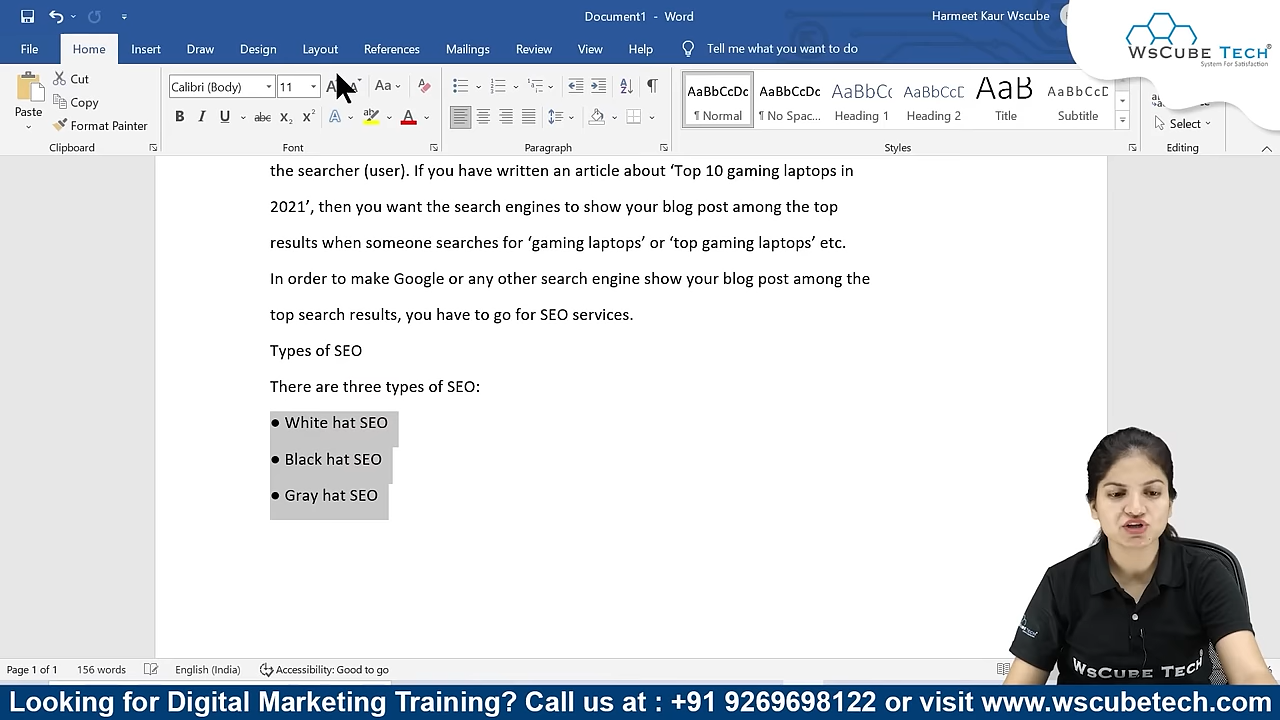 Document1 - Word
Harmeet Kaur Wscube
WsCube Tech
System For Satisfaction
File Home Insert Draw Design Layout References Mailings Review View Help Tell me what you want to do
Calibri (Body) 11 Aa
Cut
Copy
Paste
Format Painter
B I U abc x₂ x² A A
Clipboard Font Paragraph Styles Editing
AaBbCcDc AaBbCcDc AaBbCc AaBbCcD AaB AaBbCcD
¶ Normal ¶ No Spac... Heading 1 Heading 2 Title Subtitle
Select
the searcher (user). If you have written an article about ‘Top 10 gaming laptops in
2021’, then you want the search engines to show your blog post among the top
results when someone searches for ‘gaming laptops’ or ‘top gaming laptops’ etc.
In order to make Google or any other search engine show your blog post among the
top search results, you have to go for SEO services.
Types of SEO
There are three types of SEO:
● White hat SEO
● Black hat SEO
● Gray hat SEO
WsCube Tech
Page 1 of 1 156 words English (India) Accessibility: Good to go
Looking for Digital Marketing Training? Call us at : +91 9269698122 or visit www.wscubetech.com